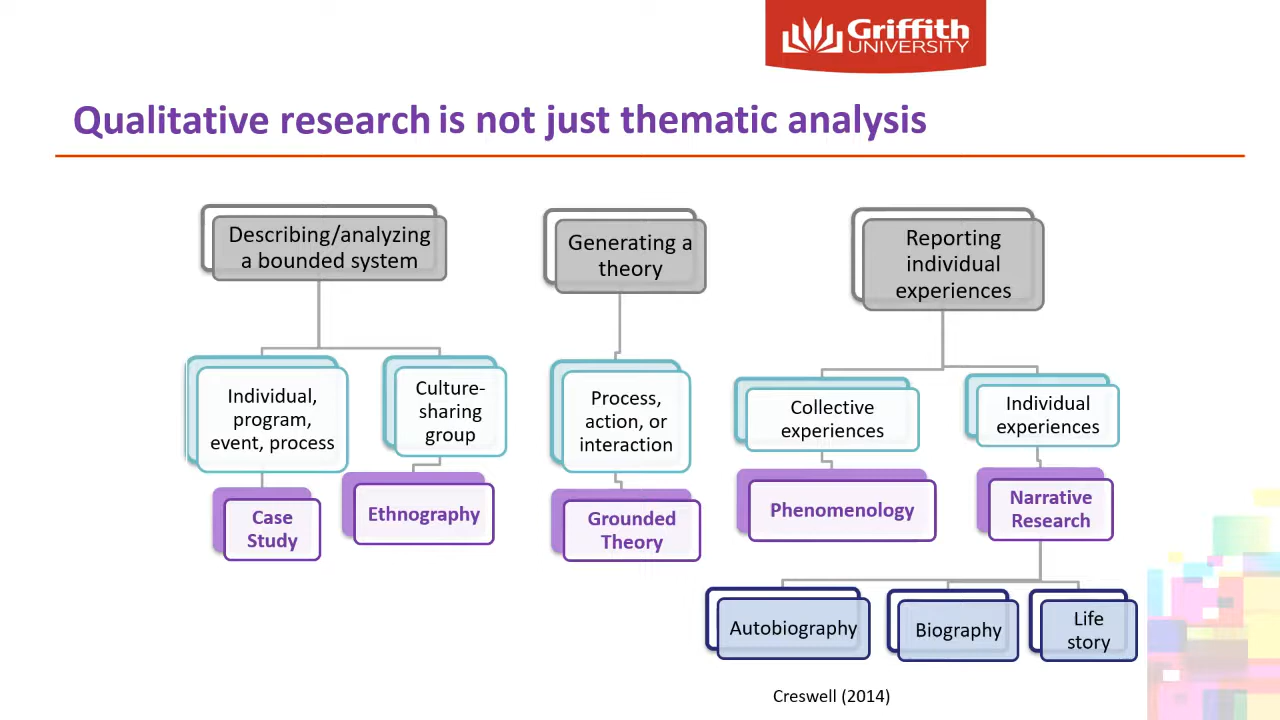 Griffith
UNIVERSITY
Qualitative research is not just thematic analysis
Describing/analyzing
a bounded system
Generating a
theory
Reporting
individual
experiences
Individual,
program,
event, process
Culture-
sharing
group
Process,
action, or
interaction
Collective
experiences
Individual
experiences
Case
Study
Ethnography
Grounded
Theory
Phenomenology
Narrative
Research
Autobiography
Biography
Life
story
Creswell (2014)